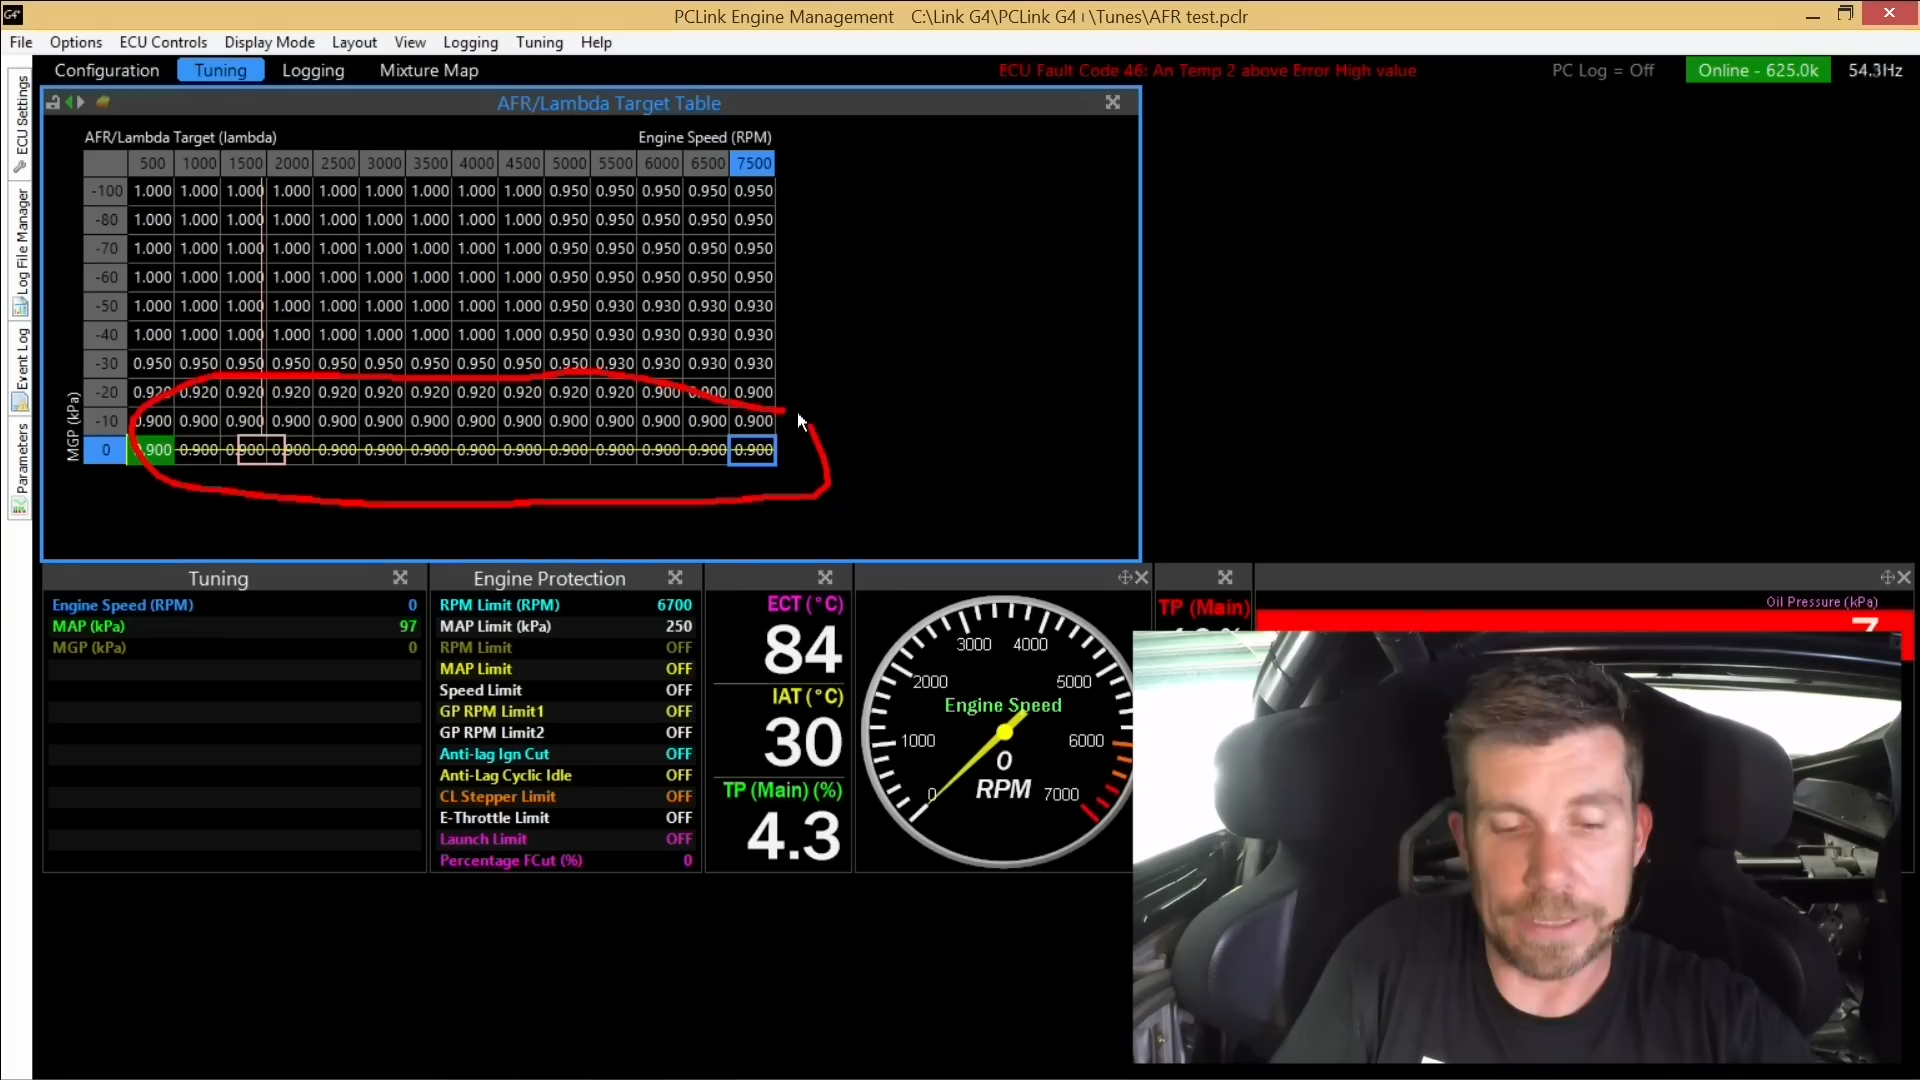 G4+ PCLink Engine Management C:\Link G4\PCLink G4+\Tunes\AFR test.pclr
File Options ECU Controls Display Mode Layout View Logging Tuning Help
Configuration Tuning Logging Mixture Map ECU Fault Code 46: An Temp 2 above Error High value PC Log = Off Online - 625.0k 54.3Hz
ECU Settings
Log File Manager
Event Log
Parameters
AFR/Lambda Target Table
AFR/Lambda Target (lambda) Engine Speed (RPM)
500 1000 1500 2000 2500 3000 3500 4000 4500 5000 5500 6000 6500 7500
-100 1.000 1.000 1.000 1.000 1.000 1.000 1.000 1.000 1.000 0.950 0.950 0.950 0.950 0.950
-80 1.000 1.000 1.000 1.000 1.000 1.000 1.000 1.000 1.000 0.950 0.950 0.950 0.950 0.950
-70 1.000 1.000 1.000 1.000 1.000 1.000 1.000 1.000 1.000 0.950 0.950 0.950 0.950 0.950
-60 1.000 1.000 1.000 1.000 1.000 1.000 1.000 1.000 1.000 0.950 0.950 0.950 0.950 0.950
-50 1.000 1.000 1.000 1.000 1.000 1.000 1.000 1.000 1.000 0.950 0.930 0.930 0.930 0.930
-40 1.000 1.000 1.000 1.000 1.000 1.000 1.000 1.000 1.000 0.950 0.930 0.930 0.930 0.930
-30 0.950 0.950 0.950 0.950 0.950 0.950 0.950 0.950 0.950 0.950 0.930 0.930 0.930 0.930
-20 0.920 0.920 0.920 0.920 0.920 0.920 0.920 0.920 0.920 0.920 0.920 0.900 0.900 0.900
-10 0.900 0.900 0.900 0.900 0.900 0.900 0.900 0.900 0.900 0.900 0.900 0.900 0.900 0.900
0 0.900 0.900 0.900 0.900 0.900 0.900 0.900 0.900 0.900 0.900 0.900 0.900 0.900 0.900
MGP (kPa)
Tuning
Engine Speed (RPM) 0
MAP (kPa) 97
MGP (kPa) 0
Engine Protection
RPM Limit (RPM) 6700
MAP Limit (kPa) 250
RPM Limit OFF
MAP Limit OFF
Speed Limit OFF
GP RPM Limit1 OFF
GP RPM Limit2 OFF
Anti-lag Ign Cut OFF
Anti-Lag Cyclic Idle OFF
CL Stepper Limit OFF
E-Throttle Limit OFF
Launch Limit OFF
Percentage FCut (%) 0
ECT (°C)
84
IAT (°C)
30
TP (Main) (%)
4.3
3000 4000
2000 5000
Engine Speed
1000 6000
0
RPM
0 7000
TP (Main)
Oil Pressure (kPa)